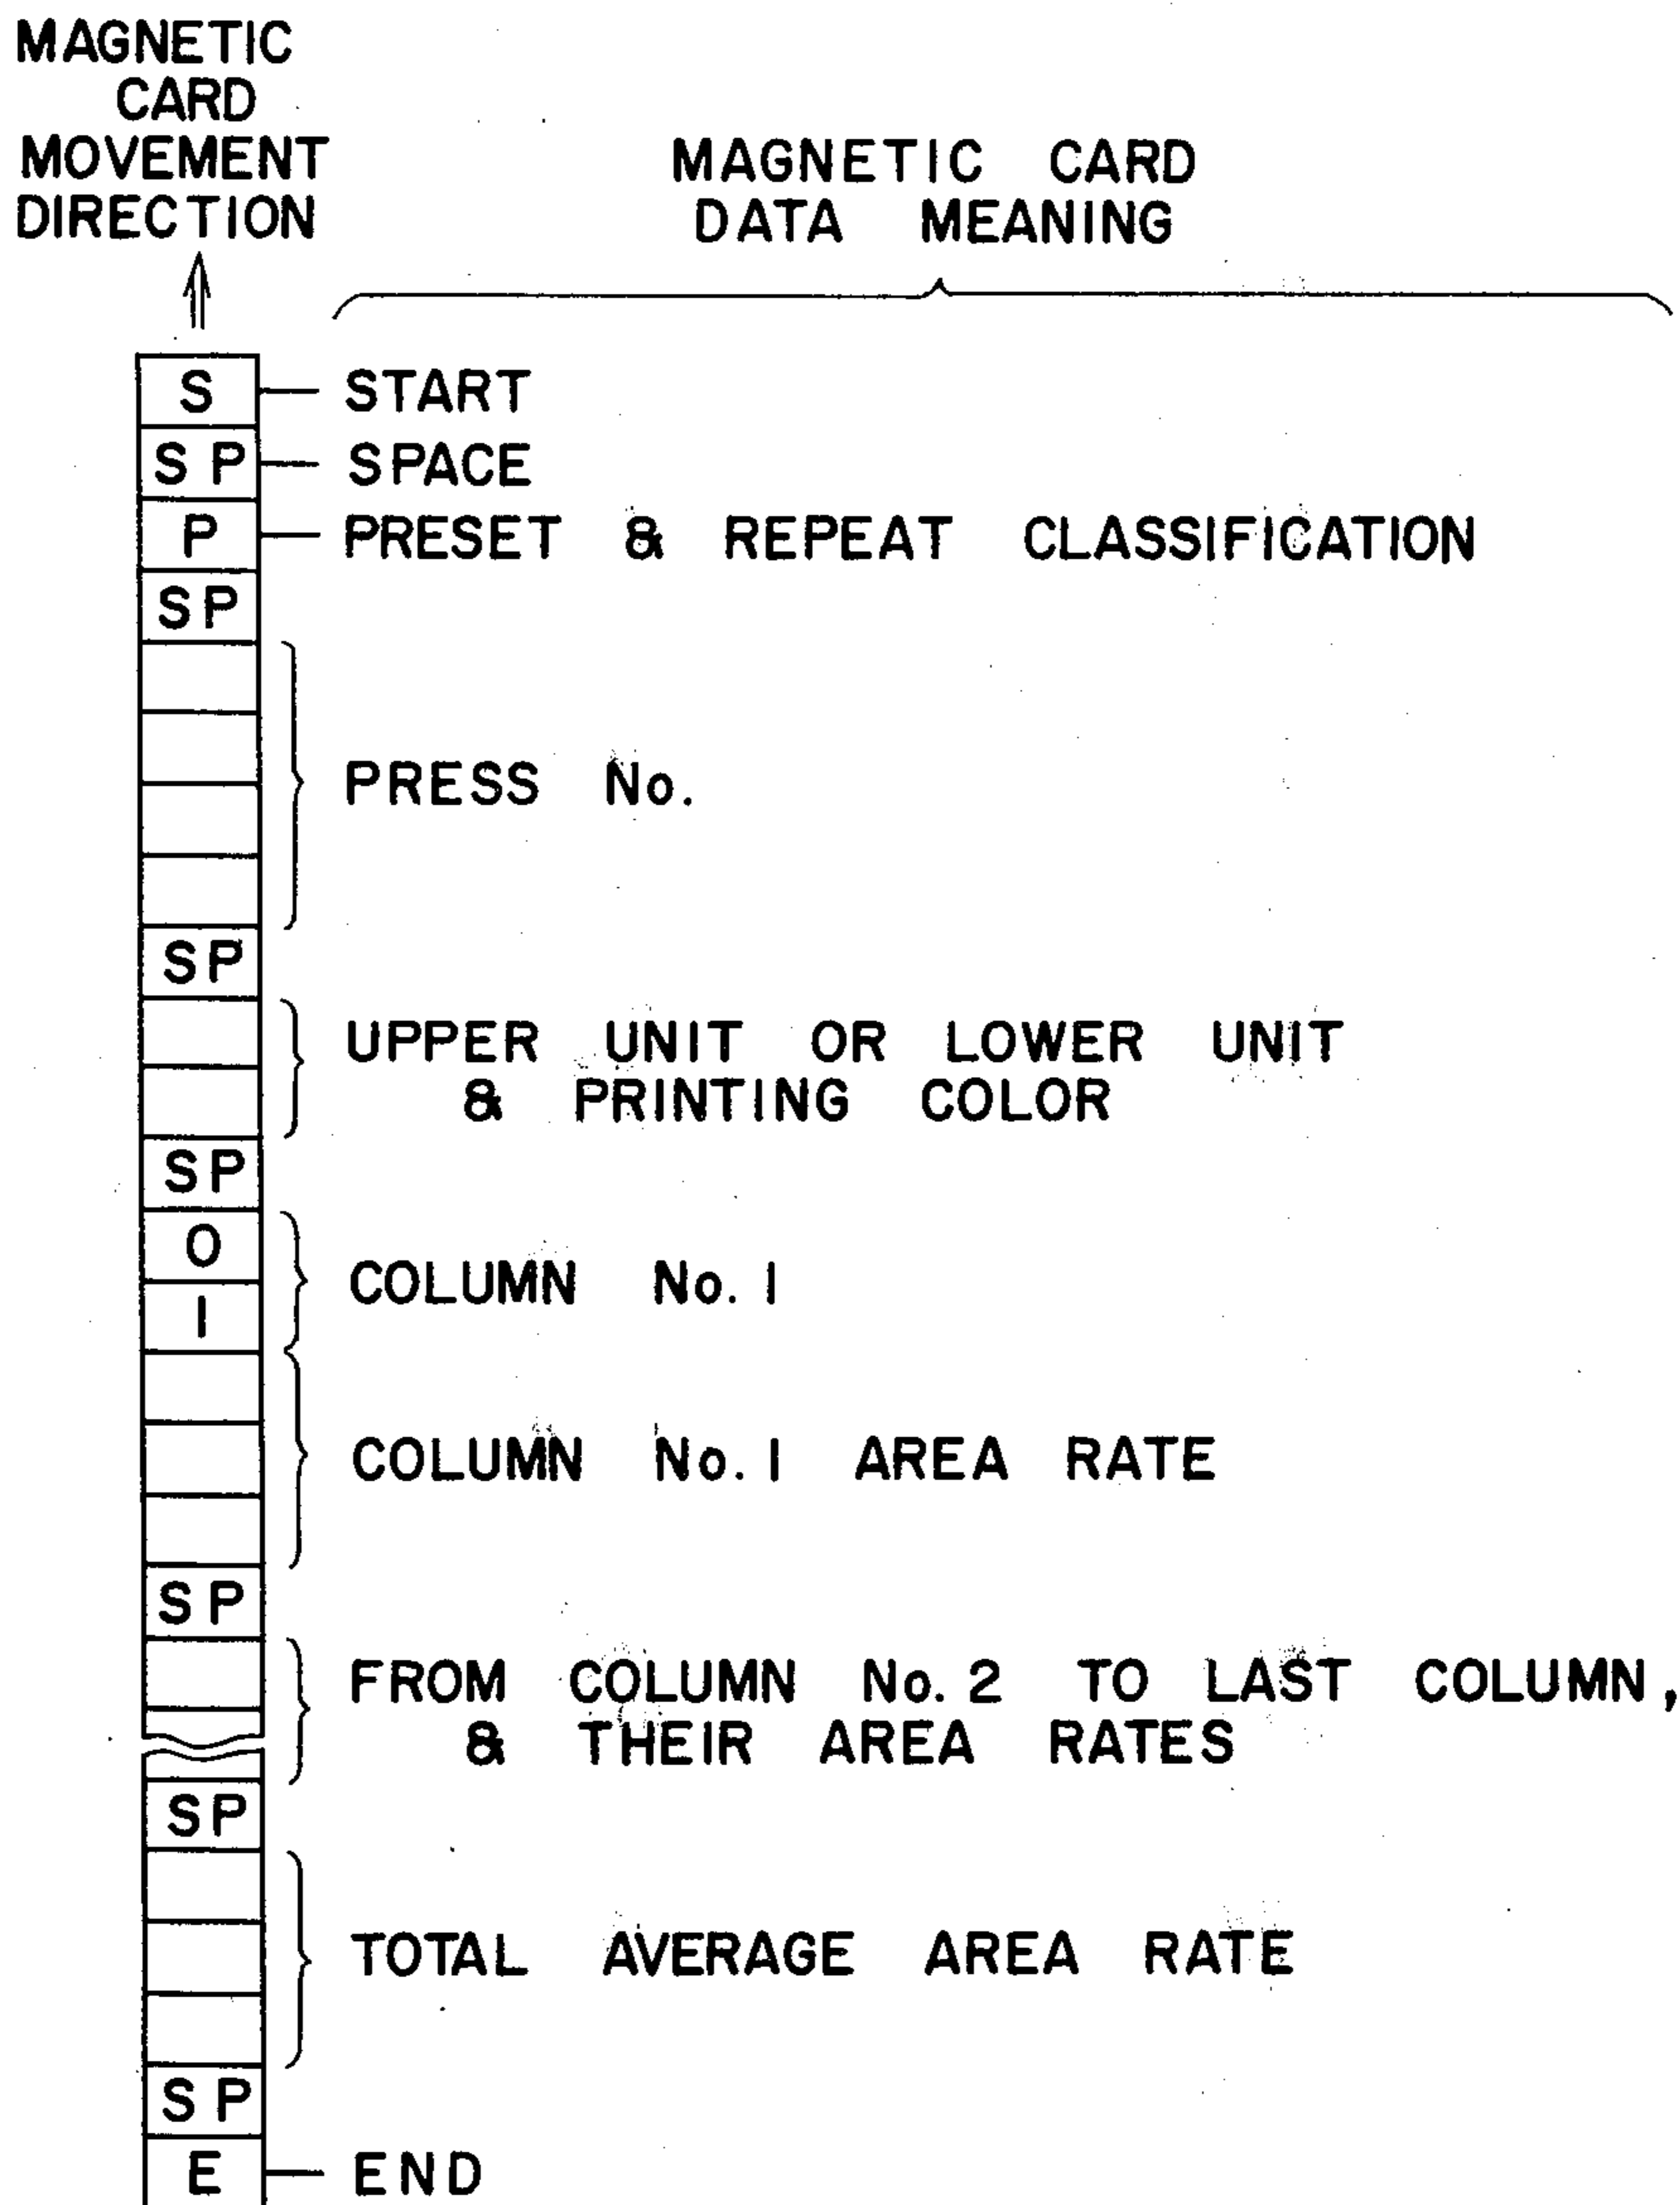 MAGNETIC
CARD
MOVEMENT
DIRECTION
MAGNETIC CARD
DATA MEANING
S START
SP SPACE
P PRESET & REPEAT CLASSIFICATION
SP
PRESS No.
SP
UPPER UNIT OR LOWER UNIT
& PRINTING COLOR
SP
0
1
COLUMN No. 1
COLUMN No. 1 AREA RATE
SP
FROM COLUMN No. 2 TO LAST COLUMN,
& THEIR AREA RATES
SP
TOTAL AVERAGE AREA RATE
SP
E END